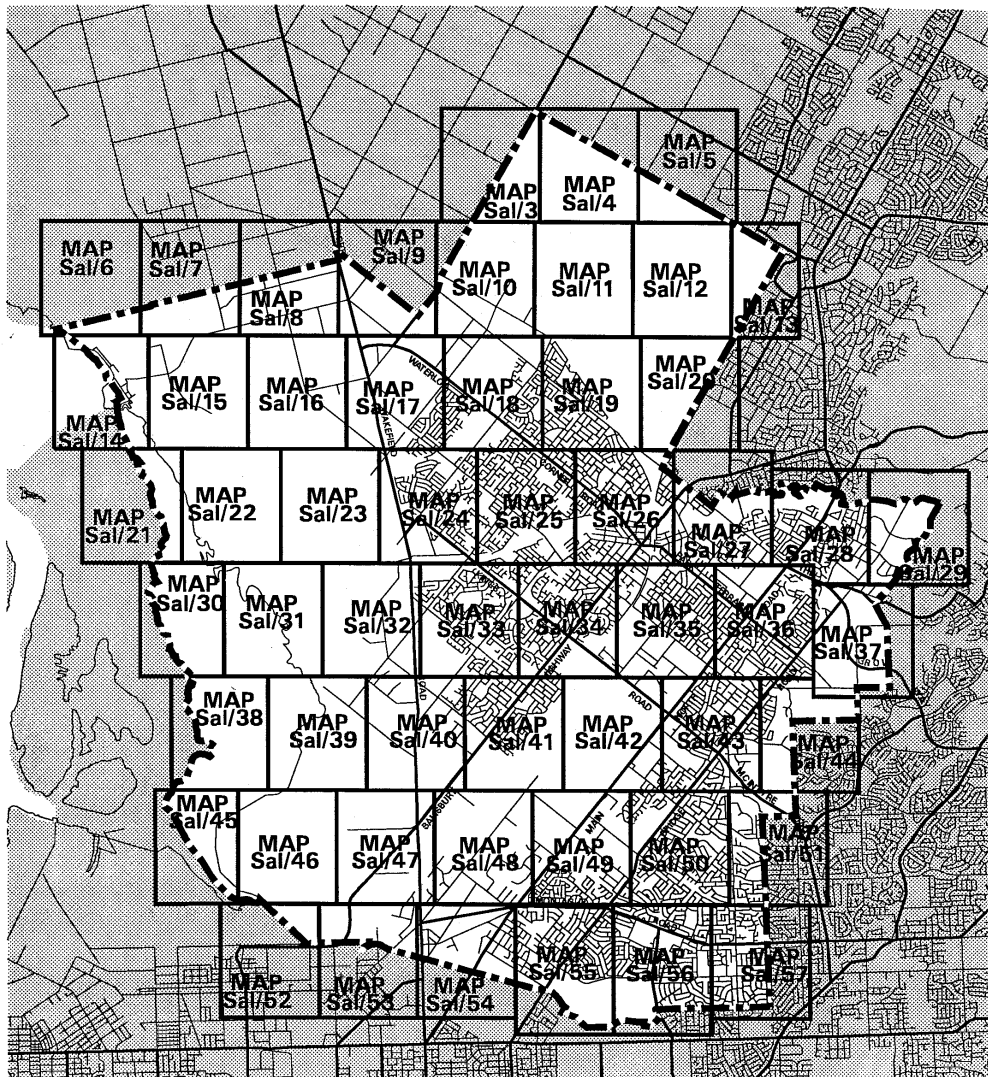 MAP
Sal/3
MAP
Sal/4
MAP
Sal/5
MAP
Sal/6
MAP
Sal/7
MAP
Sal/8
MAP
Sal/9
MAP
Sal/10
MAP
Sal/11
MAP
Sal/12
MAP
Sal/13
MAP
Sal/14
MAP
Sal/15
MAP
Sal/16
MAP
Sal/17
MAP
Sal/18
MAP
Sal/19
MAP
Sal/20
MAP
Sal/21
MAP
Sal/22
MAP
Sal/23
MAP
Sal/24
MAP
Sal/25
MAP
Sal/26
MAP
Sal/27
MAP
Sal/28
MAP
Sal/29
MAP
Sal/30
MAP
Sal/31
MAP
Sal/32
MAP
Sal/33
MAP
Sal/34
MAP
Sal/35
MAP
Sal/36
MAP
Sal/37
MAP
Sal/38
MAP
Sal/39
MAP
Sal/40
MAP
Sal/41
MAP
Sal/42
MAP
Sal/43
MAP
Sal/44
MAP
Sal/45
MAP
Sal/46
MAP
Sal/47
MAP
Sal/48
MAP
Sal/49
MAP
Sal/50
MAP
Sal/51
MAP
Sal/52
MAP
Sal/53
MAP
Sal/54
MAP
Sal/55
MAP
Sal/56
MAP
Sal/57
ROAD
MAIN